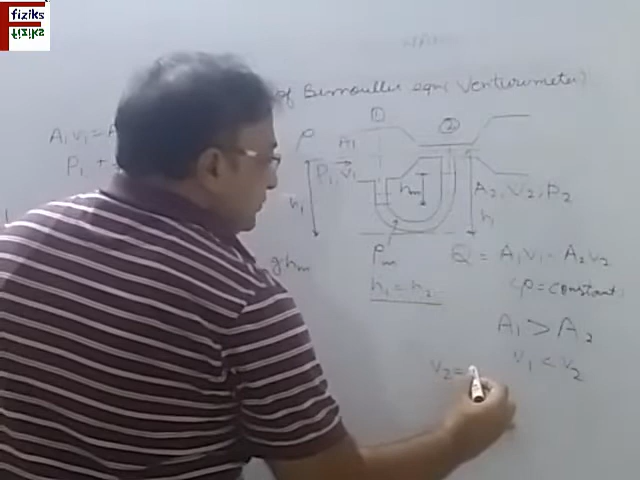 fiziks
fiziks
of Bernoullis eqn (Venturimeter)
① ②
A₁V₁ =
ρ A₁
P₁ +
P₁, V₁
h₁ hm A₂, V₂, P₂
h
ρm
ghm
Q = A₁V₁ = A₂V₂
h₁ = h₂
(ρ = constant)
A₁ > A₂
V₁ < V₂
V₂ =